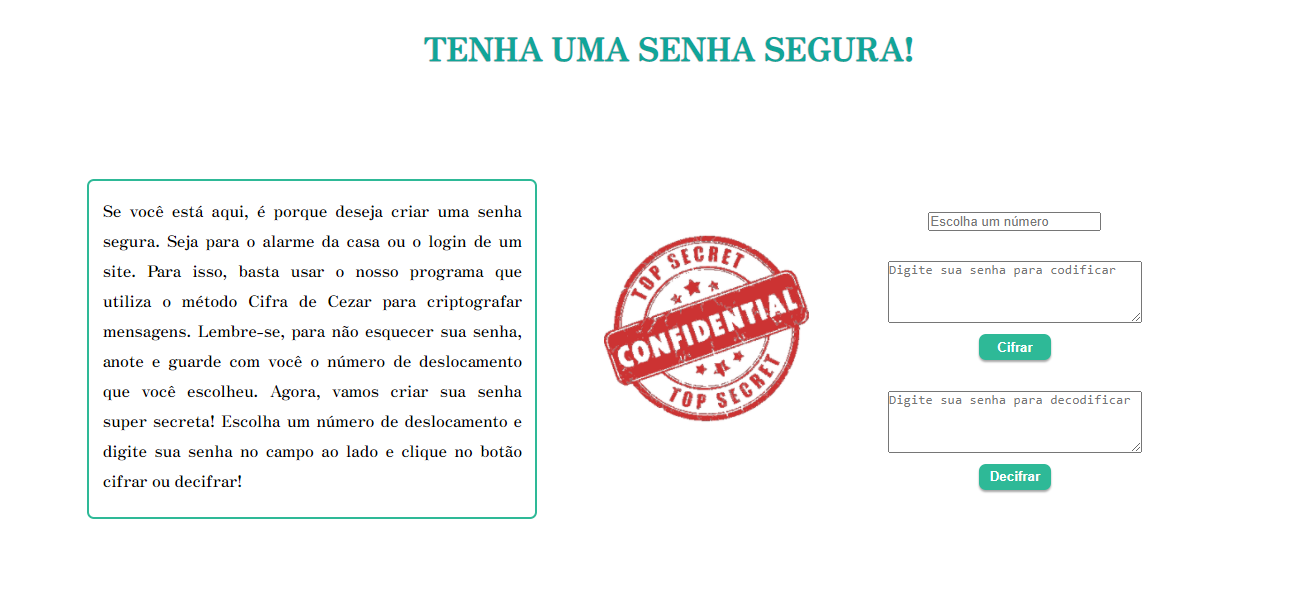 TENHA UMA SENHA SEGURA!
Se você está aqui, é porque deseja criar uma senha
segura. Seja para o alarme da casa ou o login de um
site. Para isso, basta usar o nosso programa que
utiliza o método Cifra de Cezar para criptografar
mensagens. Lembre-se, para não esquecer sua senha,
anote e guarde com você o número de deslocamento
que você escolheu. Agora, vamos criar sua senha
super secreta! Escolha um número de deslocamento e
digite sua senha no campo ao lado e clique no botão
cifrar ou decifrar!
TOP SECRET
CONFIDENTIAL
TOP SECRET
Escolha um número
Digite sua senha para codificar
Cifrar
Digite sua senha para decodificar
Decifrar